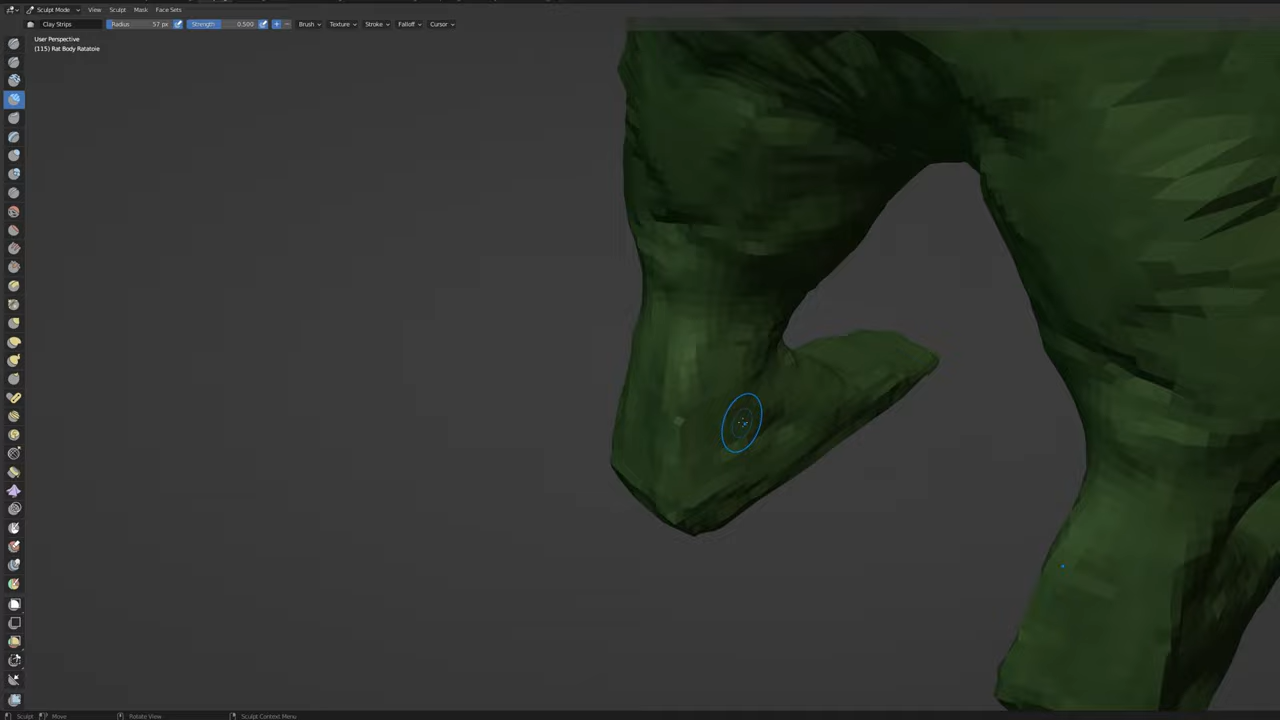 Sculpt Mode View Sculpt Mask Face Sets
Clay Strips Radius 57 px Strength 0.500 Brush Texture Stroke Falloff Cursor
User Perspective
(115) Rat Body Ratatoie
Sculpt Move Rotate View Sculpt Context Menu